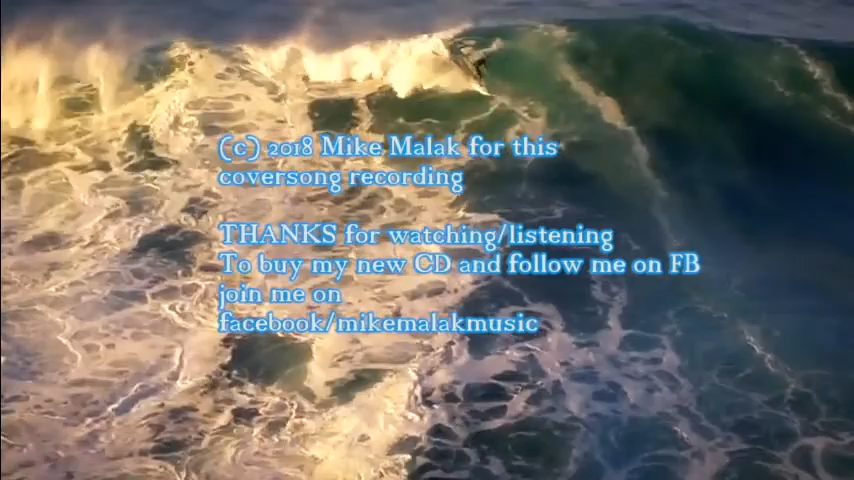 (c) 2018 Mike Malak for this
coversong recording
THANKS for watching/listening
To buy my new CD and follow me on FB
join me on
facebook/mikemalakmusic